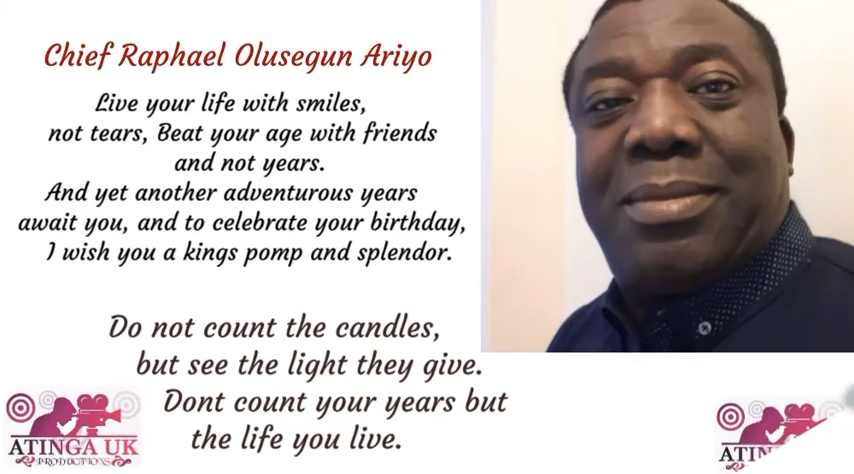 Chief Raphael Olusegun Ariyo
Live your life with smiles,
not tears, Beat your age with friends
and not years.
And yet another adventurous years
await you, and to celebrate your birthday,
I wish you a kings pomp and splendor.
Do not count the candles,
but see the light they give.
Dont count your years but
the life you live.
ATINGA UK
PRODUCTIONS
ATIN